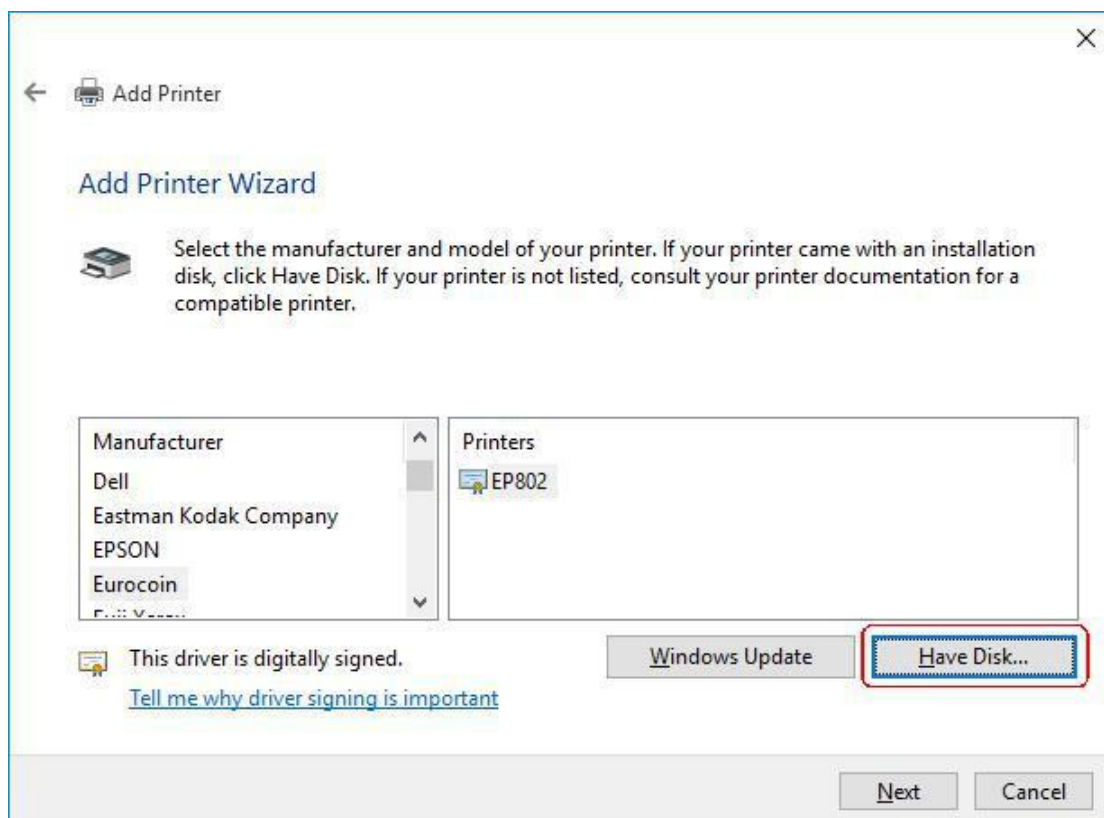 Add Printer
Add Printer Wizard
Select the manufacturer and model of your printer. If your printer came with an installation
disk, click Have Disk. If your printer is not listed, consult your printer documentation for a
compatible printer.
Manufacturer
Dell
Eastman Kodak Company
EPSON
Eurocoin
Fuji Xerox
Printers
EP802
This driver is digitally signed.
Tell me why driver signing is important
Windows Update
Have Disk...
Next
Cancel